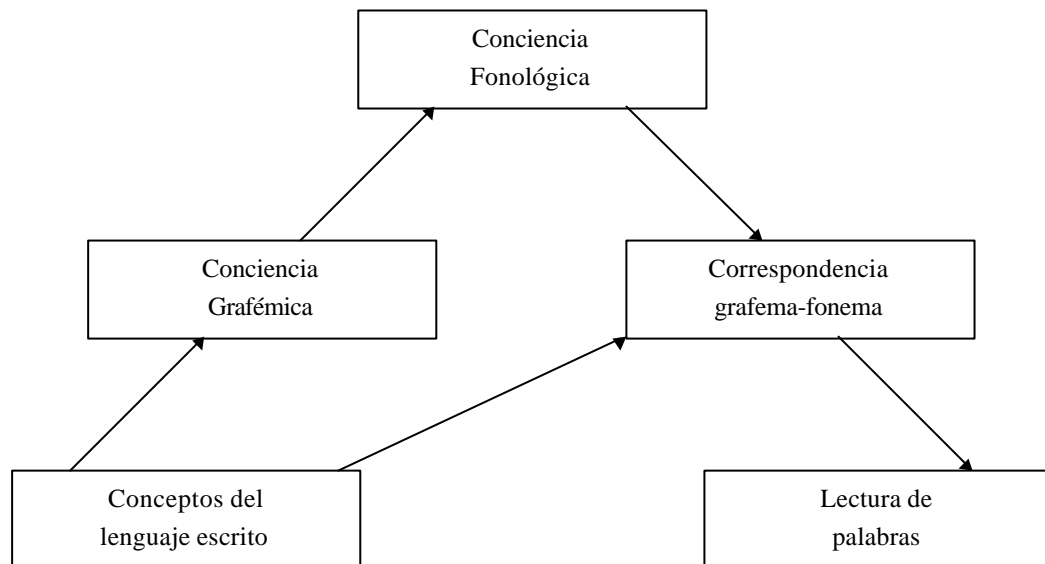 Conciencia
Fonológica
Conciencia
Grafémica
Correspondencia
grafema-fonema
Conceptos del
lenguaje escrito
Lectura de
palabras